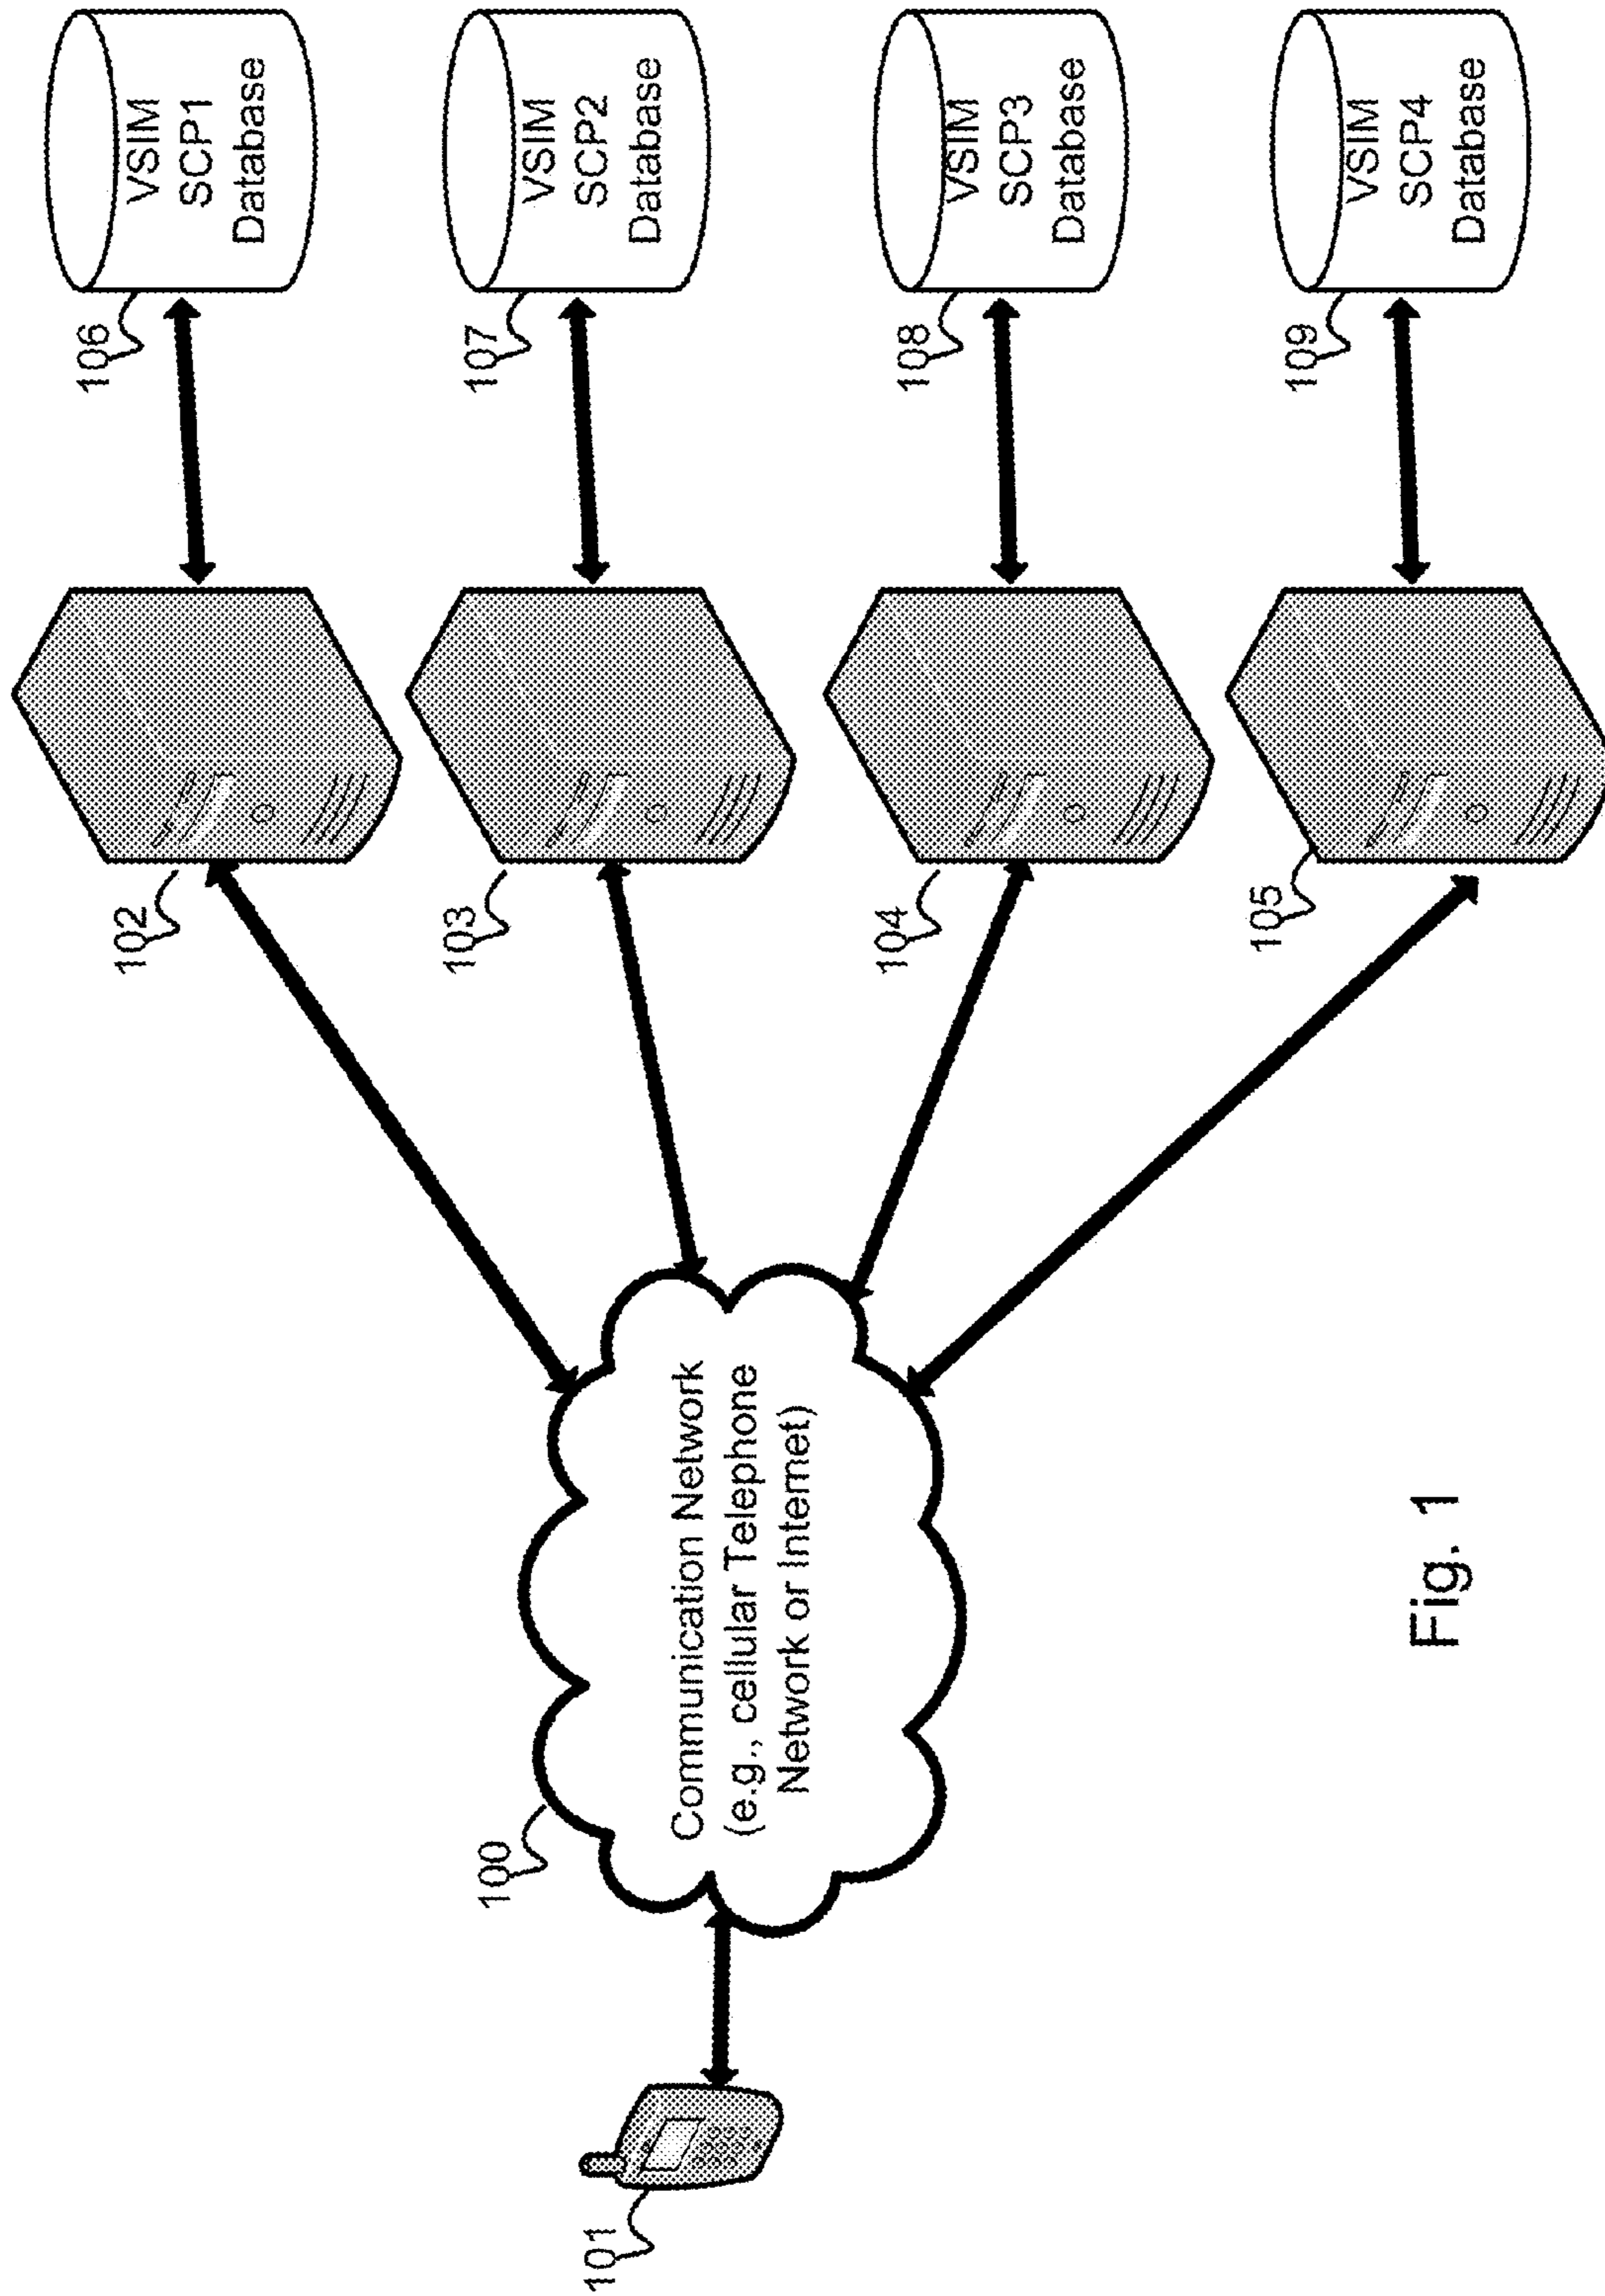 106
VSIM
SCP1
Database
102
107
VSIM
SCP2
Database
103
100
Communication Network
(e.g., cellular Telephone
Network or Internet)
101
108
VSIM
SCP3
Database
104
109
VSIM
SCP4
Database
105
Fig. 1